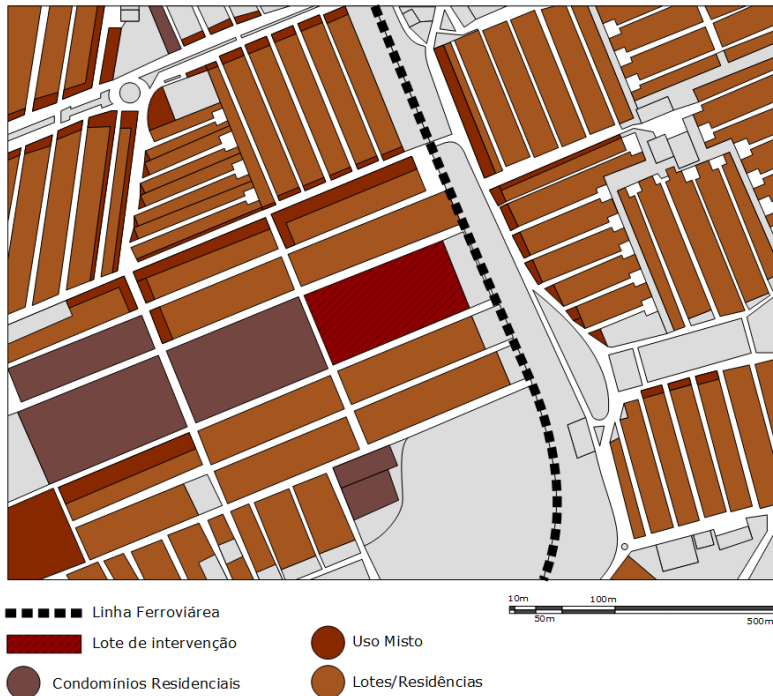 10m
100m
50m
500m
Linha Ferroviárea
Lote de intervenção
Uso Misto
Condomínios Residenciais
Lotes/Residências